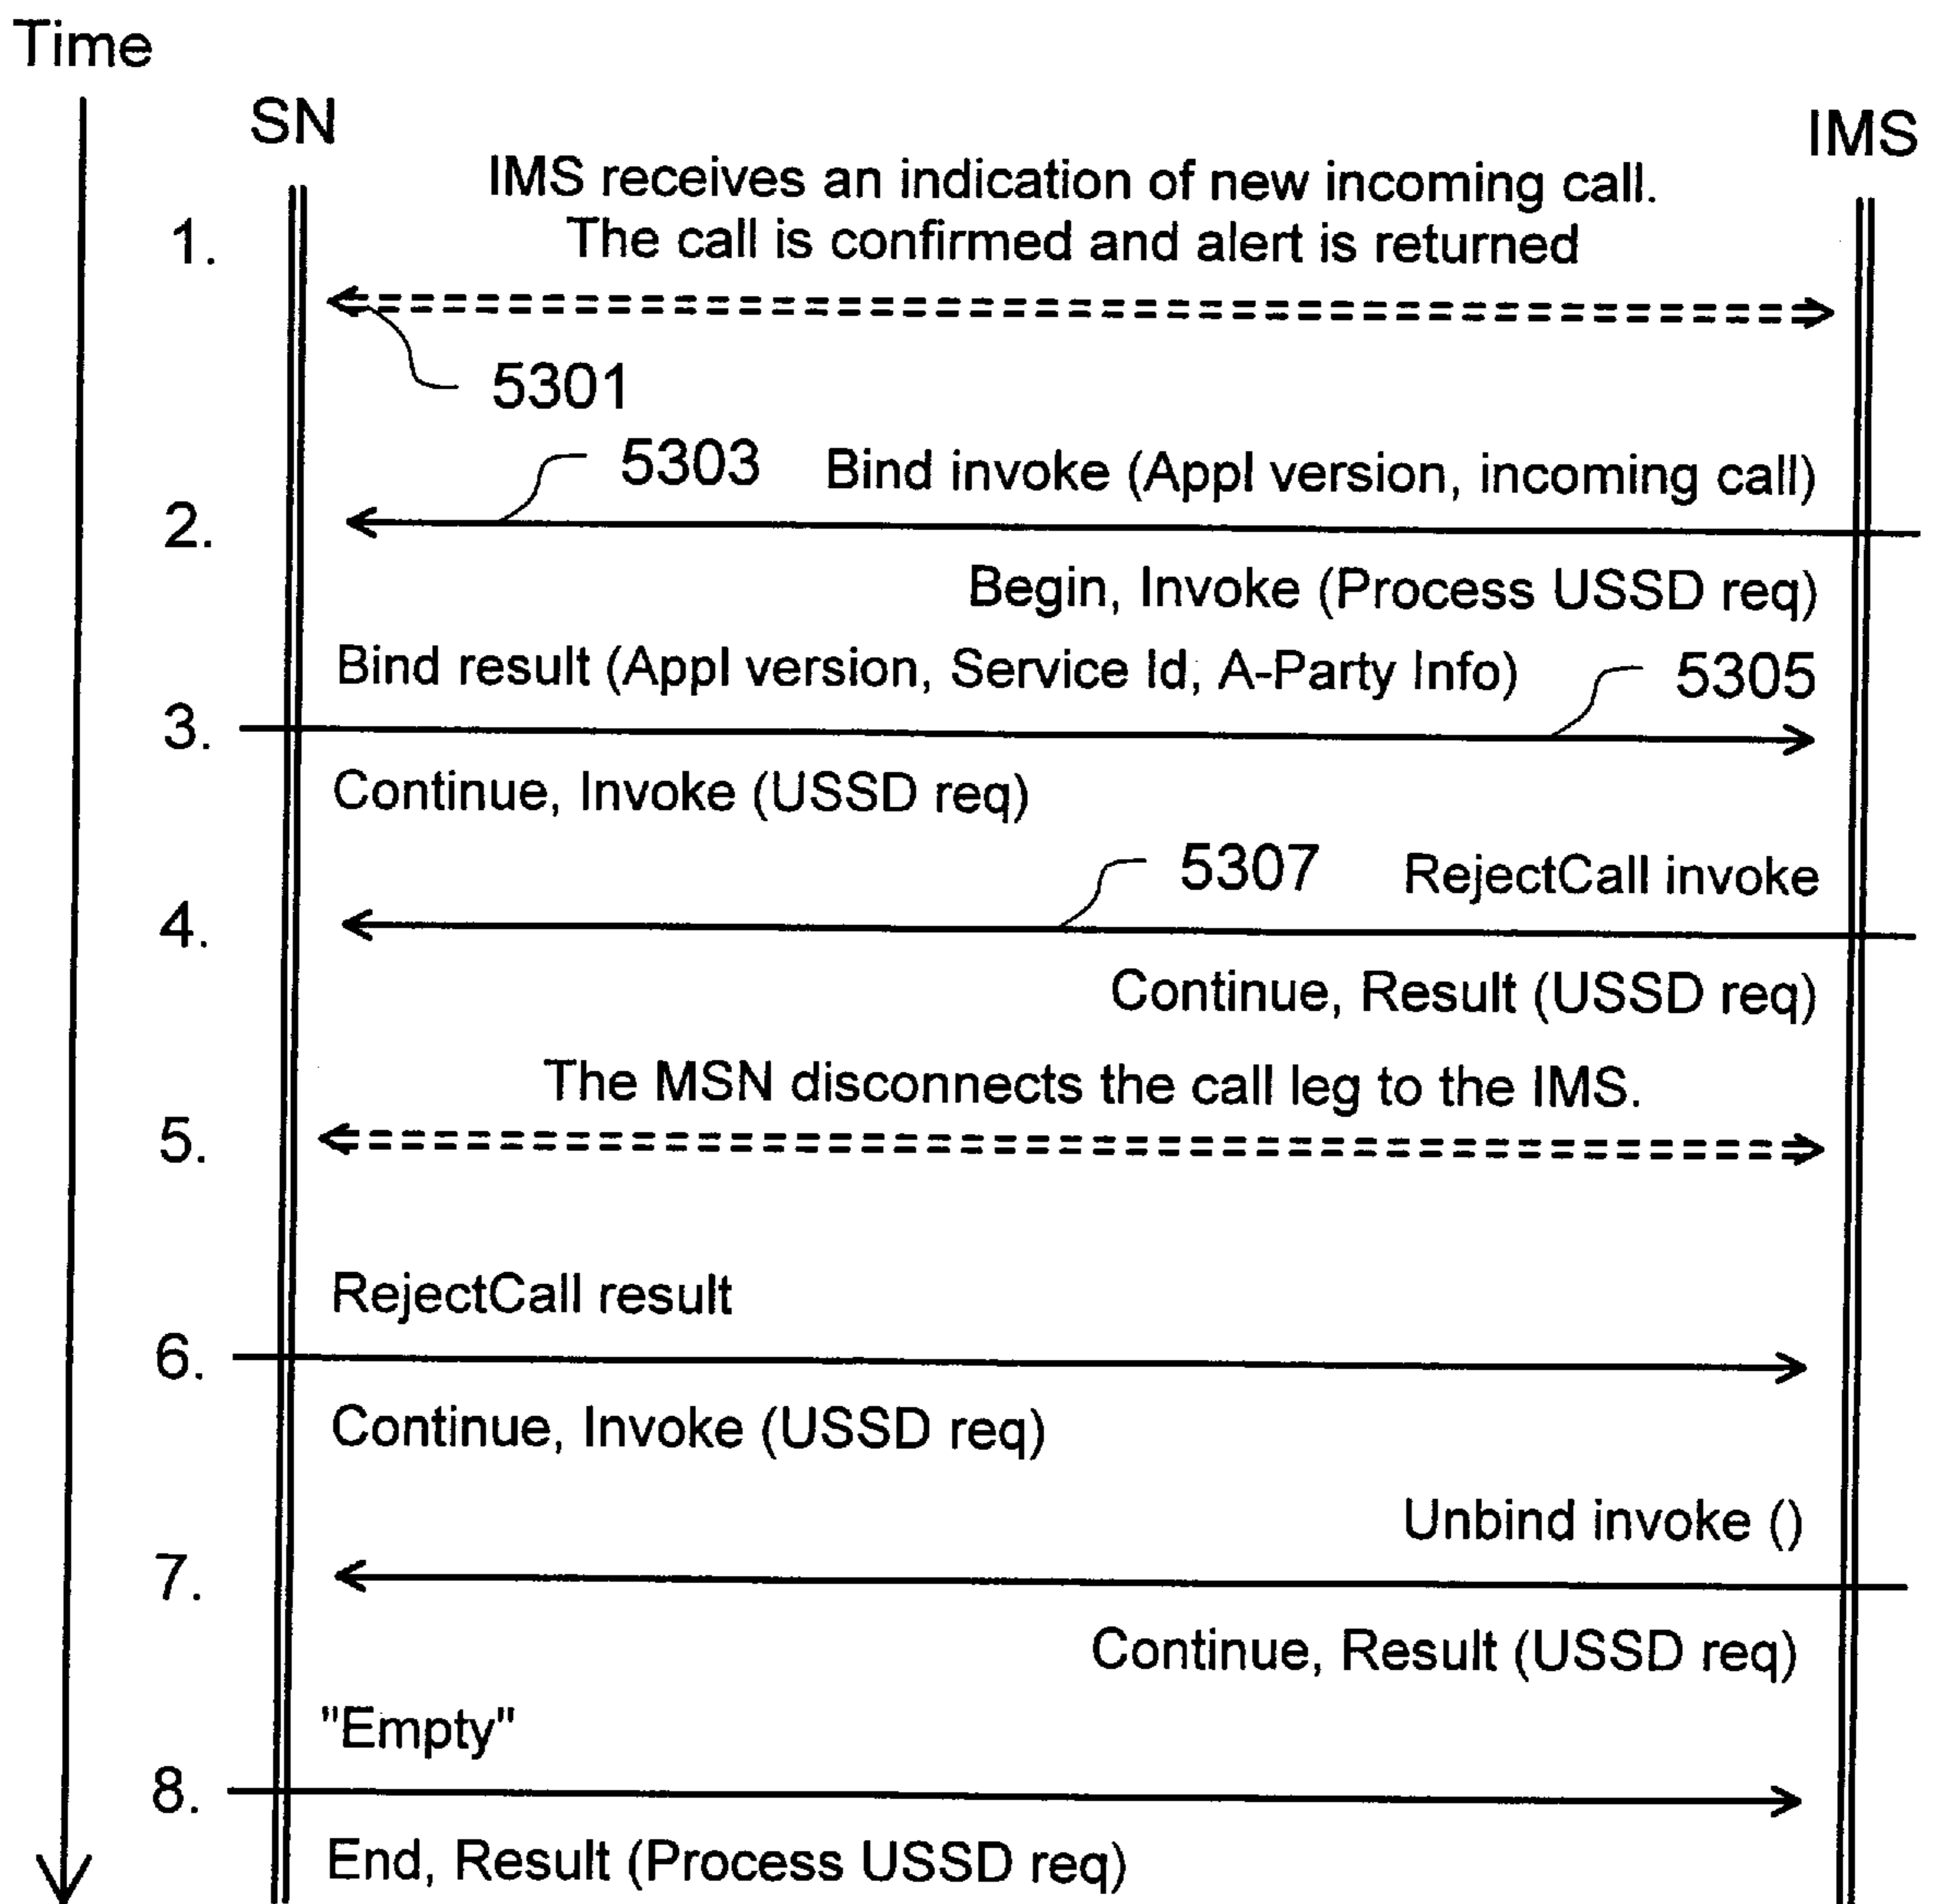 Time
SN
IMS
IMS receives an indication of new incoming call.
1.
The call is confirmed and alert is returned
5301
5303
Bind invoke (Appl version, incoming call)
2.
Begin, Invoke (Process USSD req)
Bind result (Appl version, Service Id, A-Party Info)
5305
3.
Continue, Invoke (USSD req)
5307
RejectCall invoke
4.
Continue, Result (USSD req)
The MSN disconnects the call leg to the IMS.
5.
RejectCall result
6.
Continue, Invoke (USSD req)
Unbind invoke ()
7.
Continue, Result (USSD req)
"Empty"
8.
End, Result (Process USSD req)